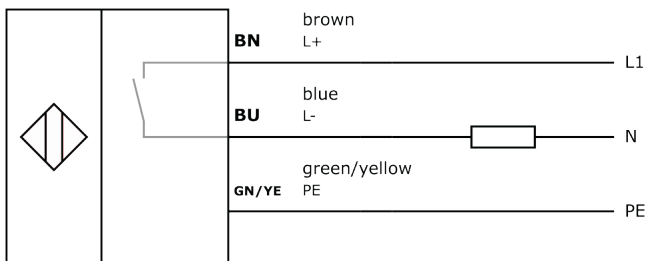 brown
BN L+
L1
blue
BU L-
N
green/yellow
GN/YE PE
PE